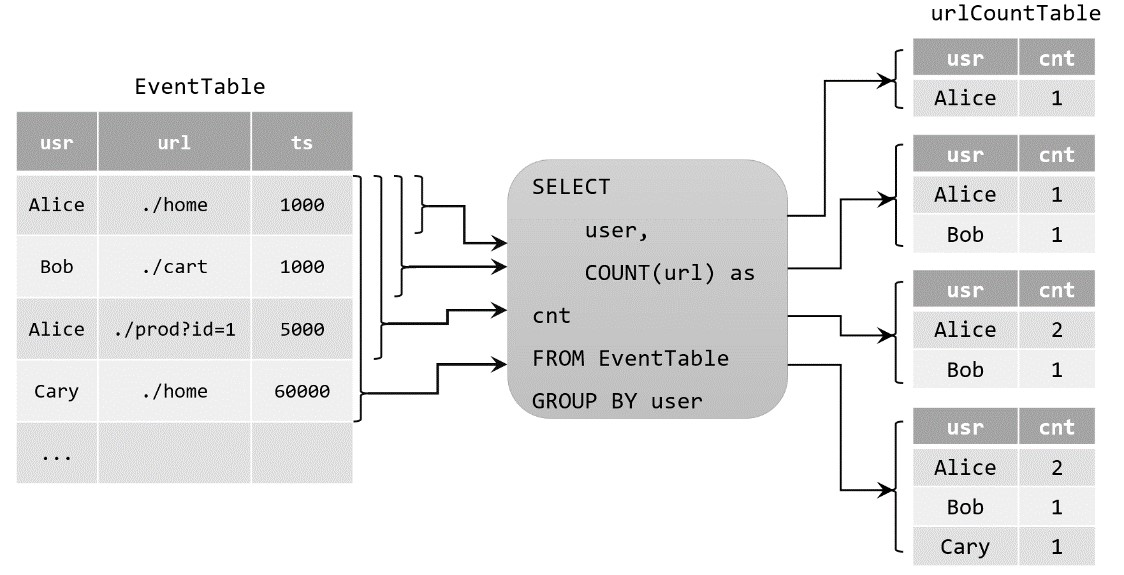 EventTable
usr url ts
Alice ./home 1000
Bob ./cart 1000
Alice ./prod?id=1 5000
Cary ./home 60000
...
SELECT
user,
COUNT(url) as
cnt
FROM EventTable
GROUP BY user
urlCountTable
usr cnt
Alice 1
usr cnt
Alice 1
Bob 1
usr cnt
Alice 2
Bob 1
usr cnt
Alice 2
Bob 1
Cary 1